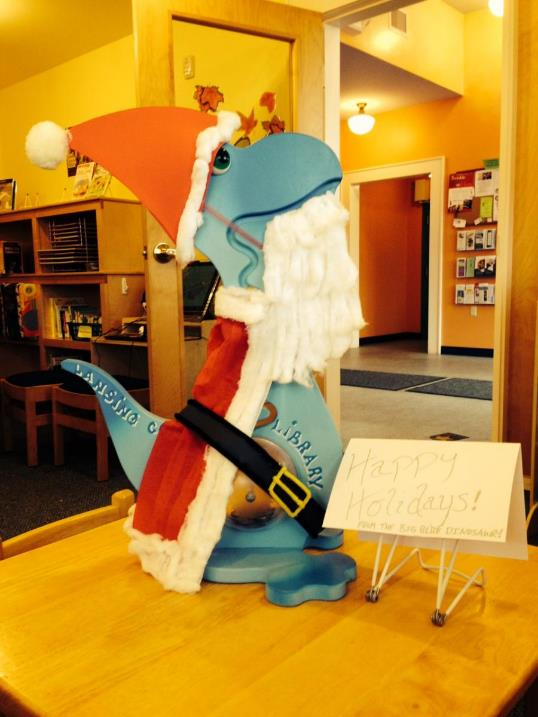 LANSING
LIBRARY
Happy
Holidays!
FROM THE BIG BLUE DINOSAUR!